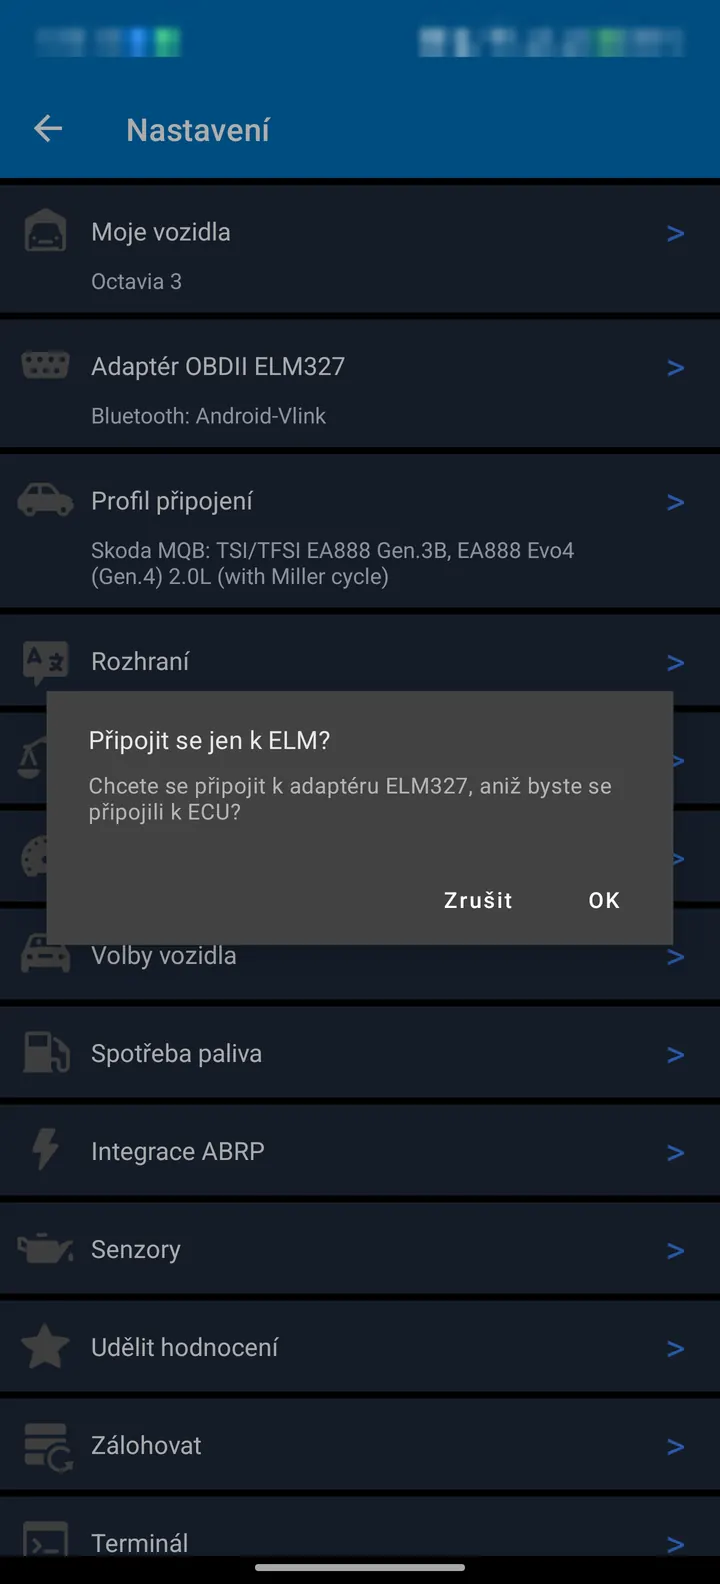 Nastavení
Moje vozidla
Octavia 3
Adaptér OBDII ELM327
Bluetooth: Android-Vlink
Profil připojení
Skoda MQB: TSI/TFSI EA888 Gen.3B, EA888 Evo4
(Gen.4) 2.0L (with Miller cycle)
Rozhraní
Připojit se jen k ELM?
Chcete se připojit k adaptéru ELM327, aniž byste se
připojili k ECU?
Zrušit
OK
Volby vozidla
Spotřeba paliva
Integrace ABRP
Senzory
Udělit hodnocení
Zálohovat
Terminál